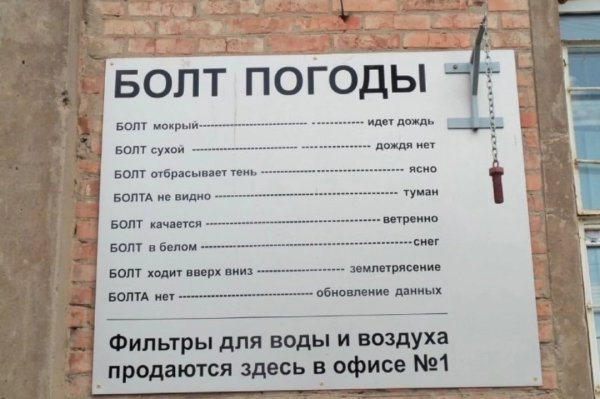 БОЛТ ПОГОДЫ
БОЛТ мокрый---------------------- ------------ идет дождь
БОЛТ сухой ---------------------- ------------ дождя нет
БОЛТ отбрасывает тень ------------------------------ ясно
БОЛТА не видно -------------------------------------- туман
БОЛТ качается------------------------------------ ветренно
БОЛТ в белом -------------------------------------------снег
БОЛТ ходит вверх вниз ----------------- землетрясение
БОЛТА нет --------------------------- обновление данных
Фильтры для воды и воздуха
продаются здесь в офисе №1